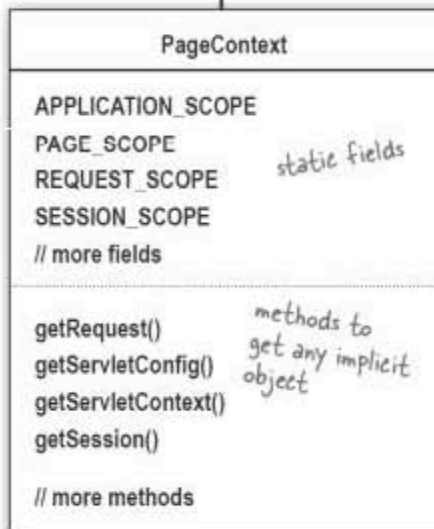 PageContext
APPLICATION_SCOPE
PAGE_SCOPE
REQUEST_SCOPE
SESSION_SCOPE
// more fields
static fields
getRequest()
getServletConfig()
getServletContext()
getSession()
// more methods
methods to
get any implicit
object